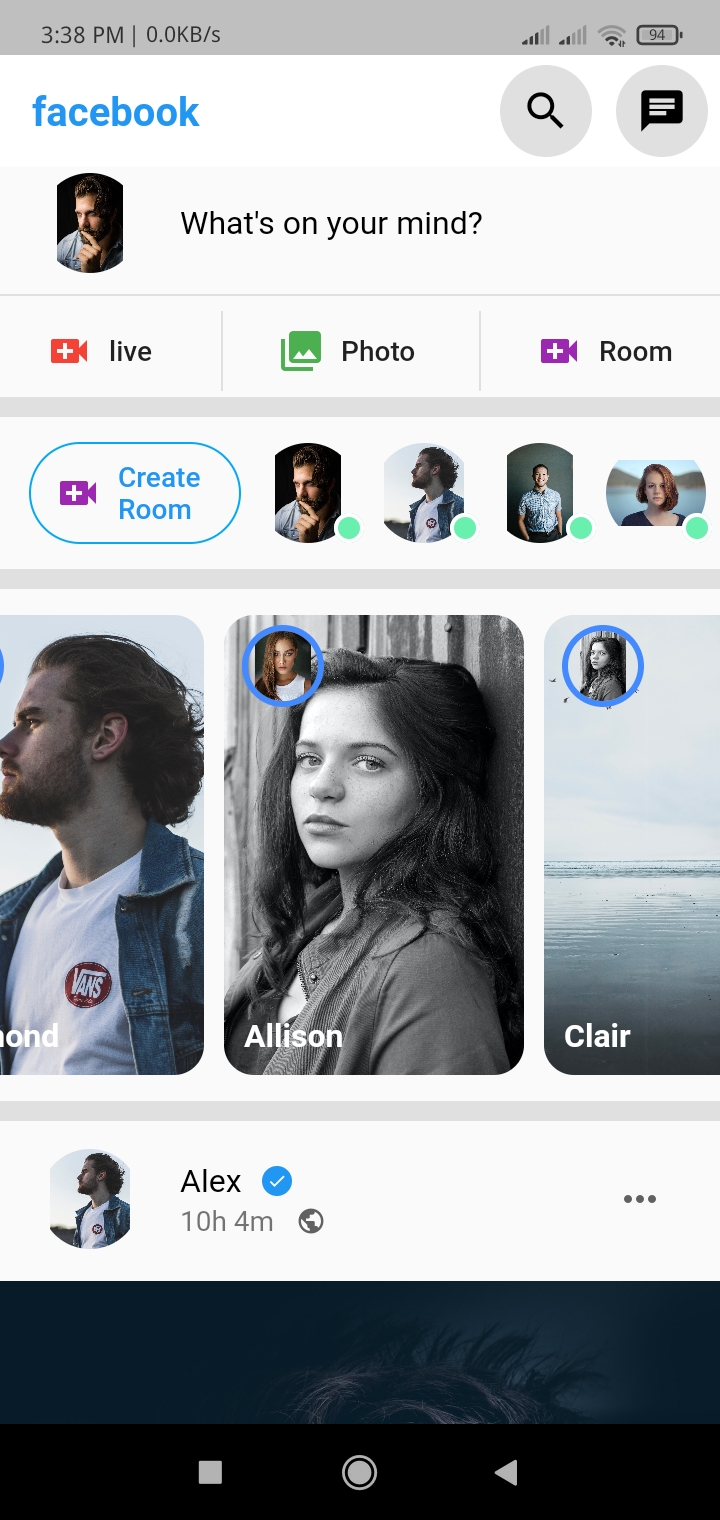 3:38 PM | 0.0KB/s
94
facebook
What's on your mind?
live
Photo
Room
Create
Room
VANS
Allison
Clair
Alex
10h 4m